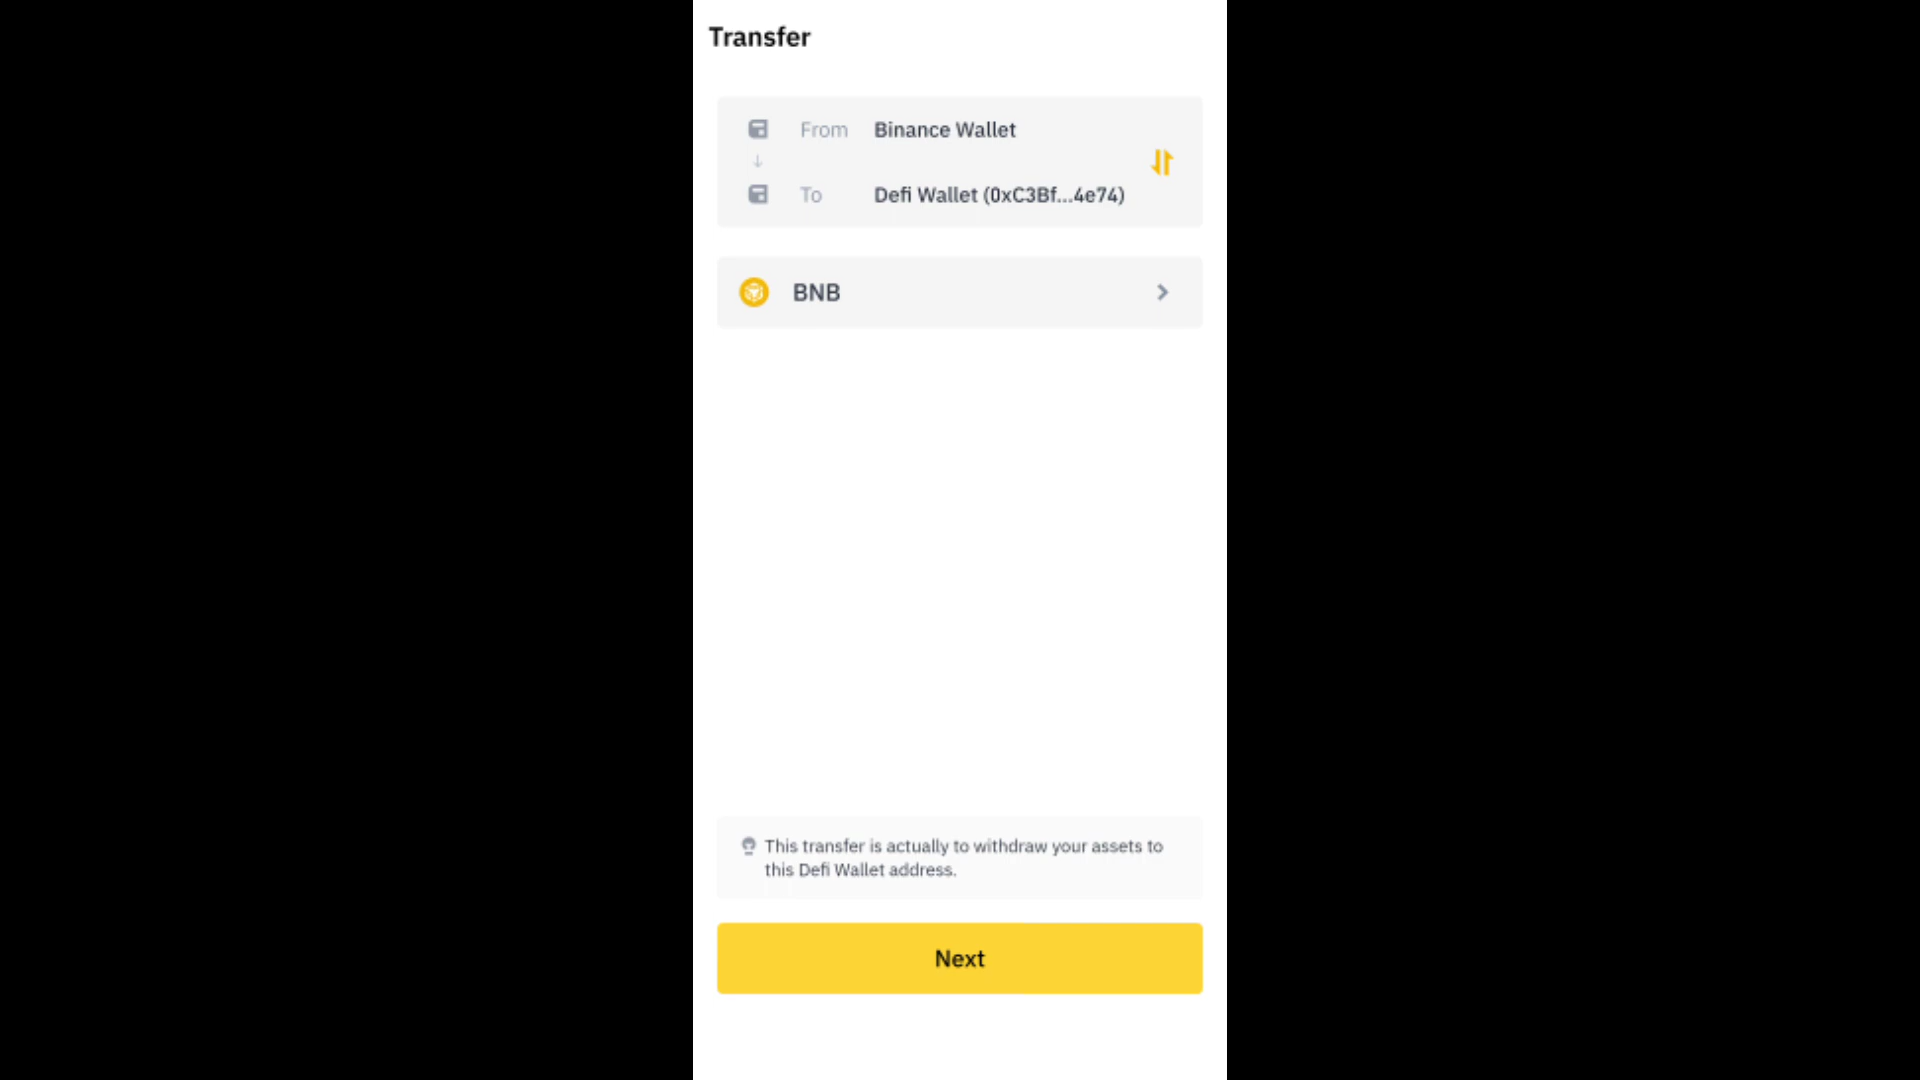 Transfer
From Binance Wallet
To Defi Wallet (0xC3Bf...4e74)
BNB
This transfer is actually to withdraw your assets to
this Defi Wallet address.
Next